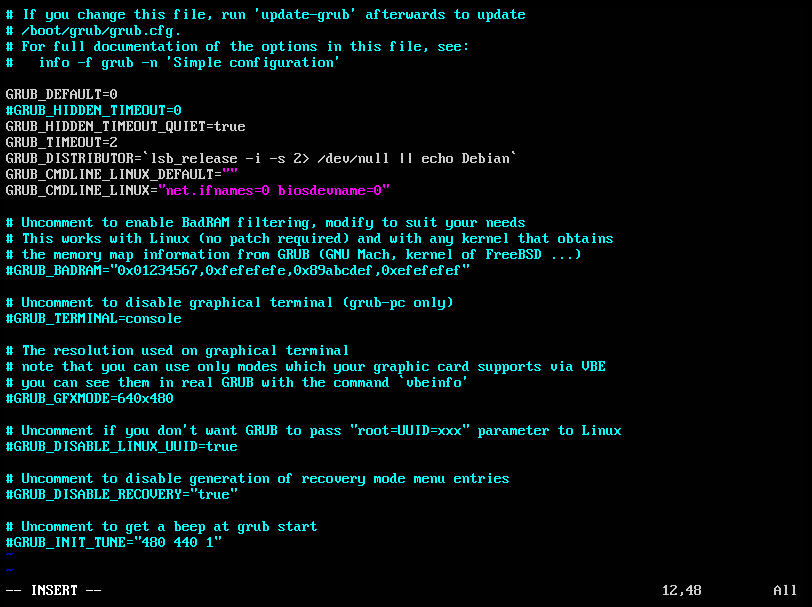 # If you change this file, run 'update-grub' afterwards to update
# /boot/grub/grub.cfg.
# For full documentation of the options in this file, see:
#   info -f grub -n 'Simple configuration'

GRUB_DEFAULT=0
#GRUB_HIDDEN_TIMEOUT=0
GRUB_HIDDEN_TIMEOUT_QUIET=true
GRUB_TIMEOUT=2
GRUB_DISTRIBUTOR=`lsb_release -i -s 2> /dev/null || echo Debian`
GRUB_CMDLINE_LINUX_DEFAULT=""
GRUB_CMDLINE_LINUX="net.ifnames=0 biosdevname=0"

# Uncomment to enable BadRAM filtering, modify to suit your needs
# This works with Linux (no patch required) and with any kernel that obtains
# the memory map information from GRUB (GNU Mach, kernel of FreeBSD ...)
#GRUB_BADRAM="0x01234567,0xfefefefe,0x89abcdef,0xefefefef"

# Uncomment to disable graphical terminal (grub-pc only)
#GRUB_TERMINAL=console

# The resolution used on graphical terminal
# note that you can use only modes which your graphic card supports via VBE
# you can see them in real GRUB with the command `vbeinfo'
#GRUB_GFXMODE=640x480

# Uncomment if you don't want GRUB to pass "root=UUID=xxx" parameter to Linux
#GRUB_DISABLE_LINUX_UUID=true

# Uncomment to disable generation of recovery mode menu entries
#GRUB_DISABLE_RECOVERY="true"

# Uncomment to get a beep at grub start
#GRUB_INIT_TUNE="480 440 1"
~
~
-- INSERT -- 12,48 All